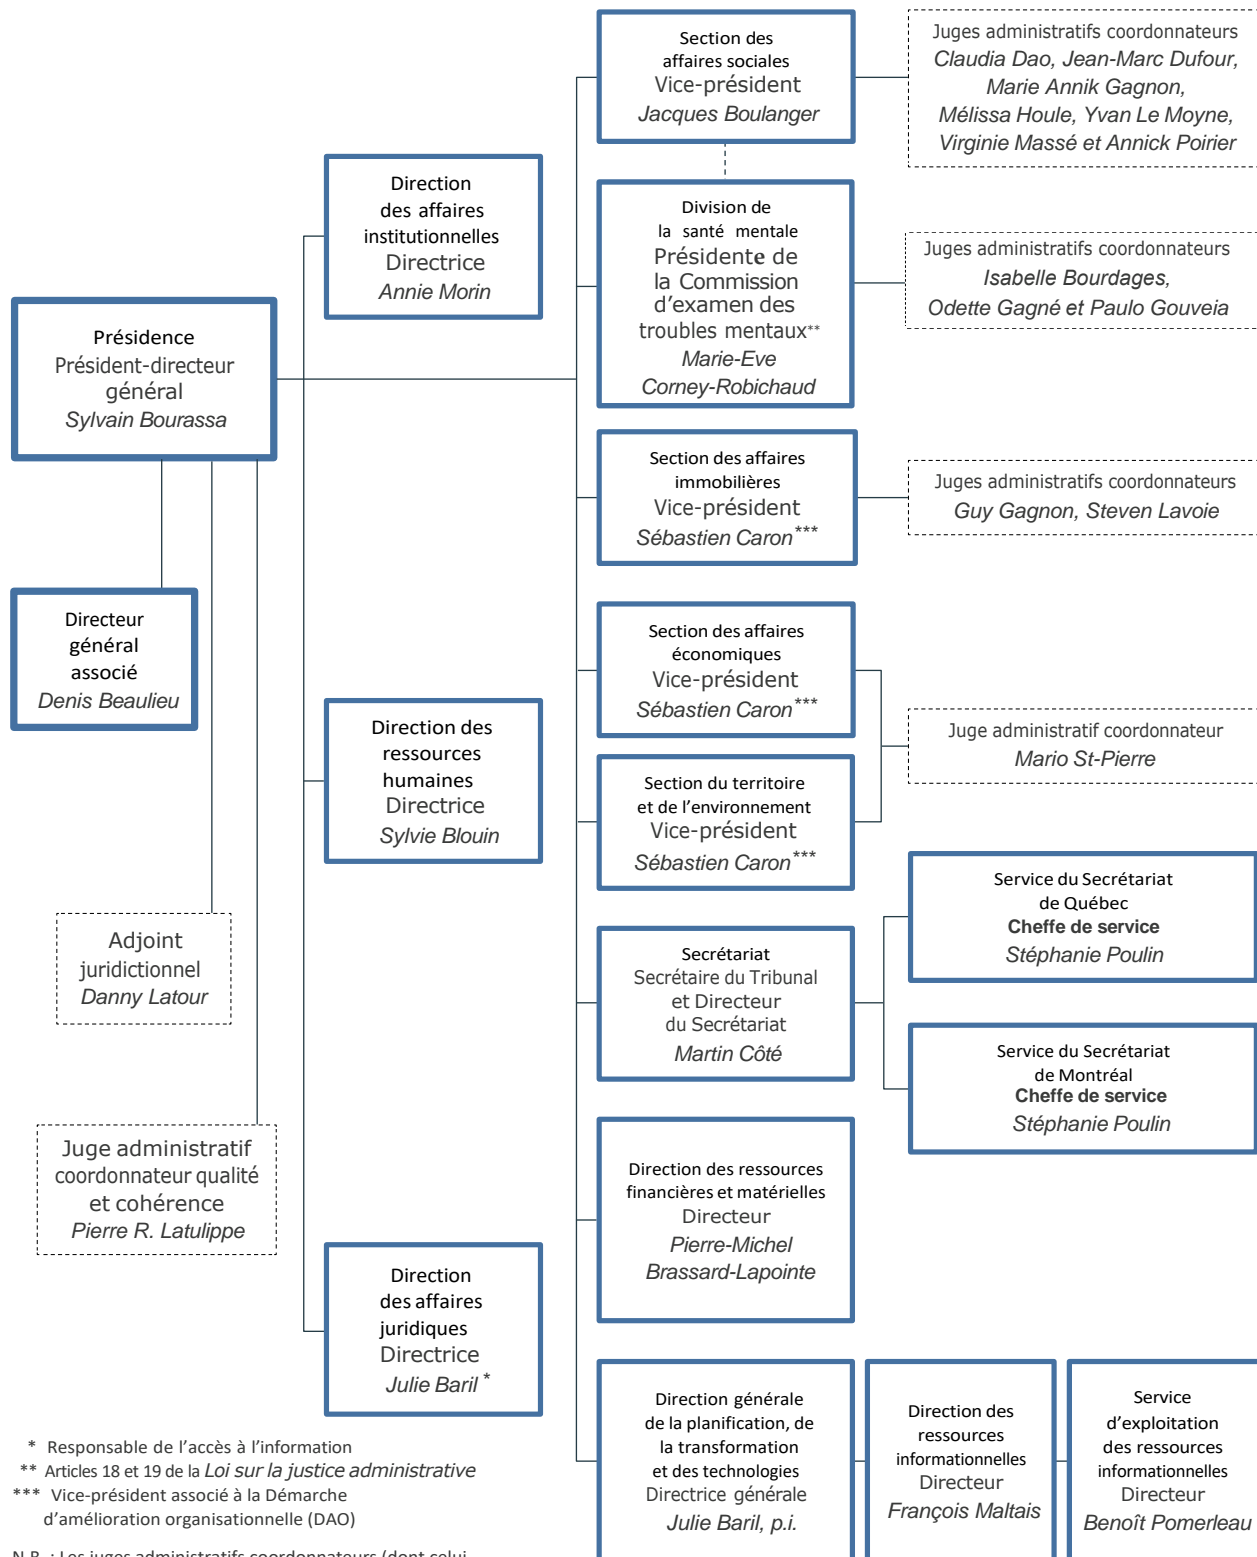 Section des
affaires sociales
Vice-président
Jacques Boulanger
Juges administratifs coordonnateurs
Claudia Dao, Jean-Marc Dufour,
Marie Annik Gagnon,
Mélissa Houle, Yvan Le Moyne,
Virginie Massé et Annick Poirier
Direction
des affaires
institutionnelles
Directrice
Annie Morin
Division de
la santé mentale
Présidente de
la Commission
d'examen des
troubles mentaux**
Marie-Eve
Corney-Robichaud
Juges administratifs coordonnateurs
Isabelle Bourdages,
Odette Gagné et Paulo Gouveia
Présidence
Président-directeur
général
Sylvain Bourassa
Section des affaires
immobilières
Vice-président
Sébastien Caron***
Juges administratifs coordonnateurs
Guy Gagnon, Steven Lavoie
Directeur
général
associé
Denis Beaulieu
Section des affaires
économiques
Vice-président
Sébastien Caron***
Direction des
ressources
humaines
Directrice
Sylvie Blouin
Juge administratif coordonnateur
Mario St-Pierre
Section du territoire
et de l'environnement
Vice-président
Sébastien Caron***
Adjoint
juridictionnel
Danny Latour
Secrétariat
Secrétaire du Tribunal
et Directeur
du Secrétariat
Martin Côté
Service du Secrétariat
de Québec
Cheffe de service
Stéphanie Poulin
Service du Secrétariat
de Montréal
Cheffe de service
Stéphanie Poulin
Juge administratif
coordonnateur qualité
et cohérence
Pierre R. Latulippe
Direction des ressources
financières et matérielles
Directeur
Pierre-Michel
Brassard-Lapointe
Direction
des affaires
juridiques
Directrice
Julie Baril *
Direction générale
de la planification, de
la transformation
et des technologies
Directrice générale
Julie Baril, p.i.
Direction des
ressources
informationnelles
Directeur
François Maltais
Service
d'exploitation
des ressources
informationnelles
Directeur
Benoît Pomerleau
* Responsable de l'accès à l'information
** Articles 18 et 19 de la Loi sur la justice administrative
*** Vice-président associé à la Démarche
d'amélioration organisationnelle (DAO)
N.B. : Les juges administratifs coordonnateurs (dont celui